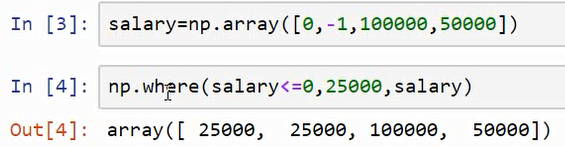 In [3]: salary=np.array([0,-1,100000,50000])
In [4]: np.where(salary<=0,25000,salary)
Out[4]: array([ 25000,  25000, 100000,  50000])